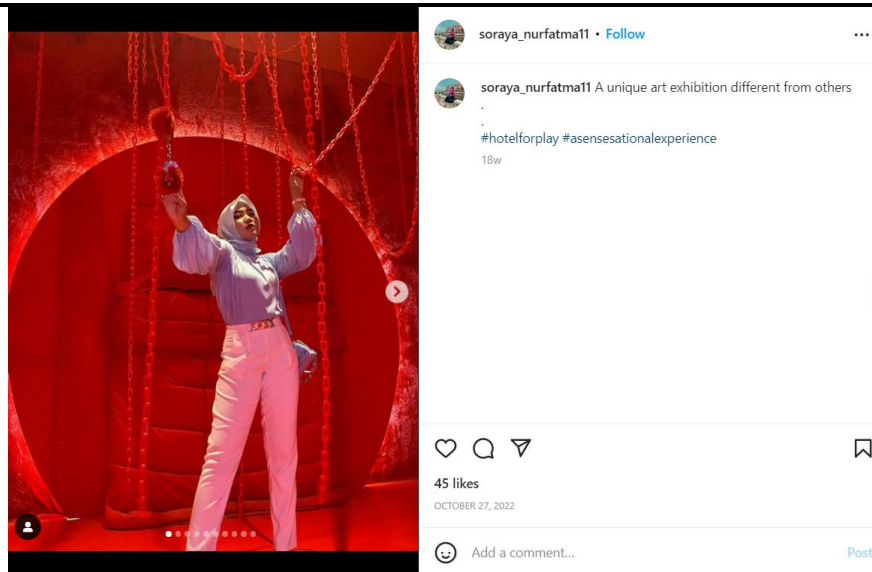 soraya_nurfatma11 • Follow
soraya_nurfatma11 A unique art exhibition different from others
.
.
#hotelforplay #asensesationalexperience
18w
45 likes
OCTOBER 27, 2022
Add a comment...
Post